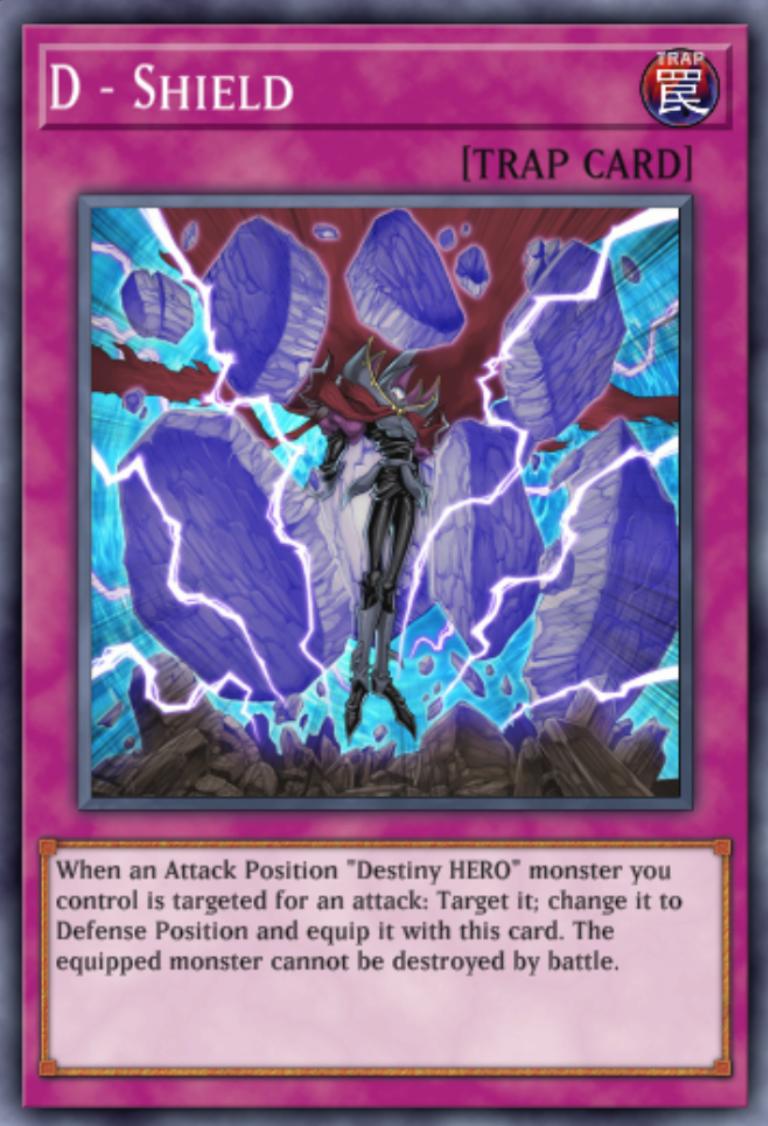 D - Shield
TRAP
罠
[TRAP CARD]
When an Attack Position "Destiny HERO" monster you
control is targeted for an attack: Target it; change it to
Defense Position and equip it with this card. The
equipped monster cannot be destroyed by battle.